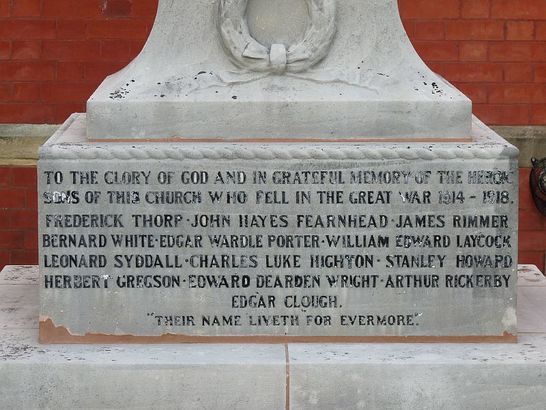 TO THE GLORY OF GOD AND IN GRATEFUL MEMORY OF THE HEROIC
SONS OF THIS CHURCH WHO FELL IN THE GREAT WAR 1914 - 1918.
FREDERICK THORP · JOHN HAYES FEARNHEAD · JAMES RIMMER
BERNARD WHITE · EDGAR WARDLE PORTER · WILLIAM EDWARD LAYCOCK
LEONARD SYDDALL · CHARLES LUKE HIGHTON · STANLEY HOWARD
HERBERT GREGSON · EDWARD DEARDEN WRIGHT · ARTHUR RICKERBY
EDGAR CLOUGH.
"THEIR NAME LIVETH FOR EVERMORE".